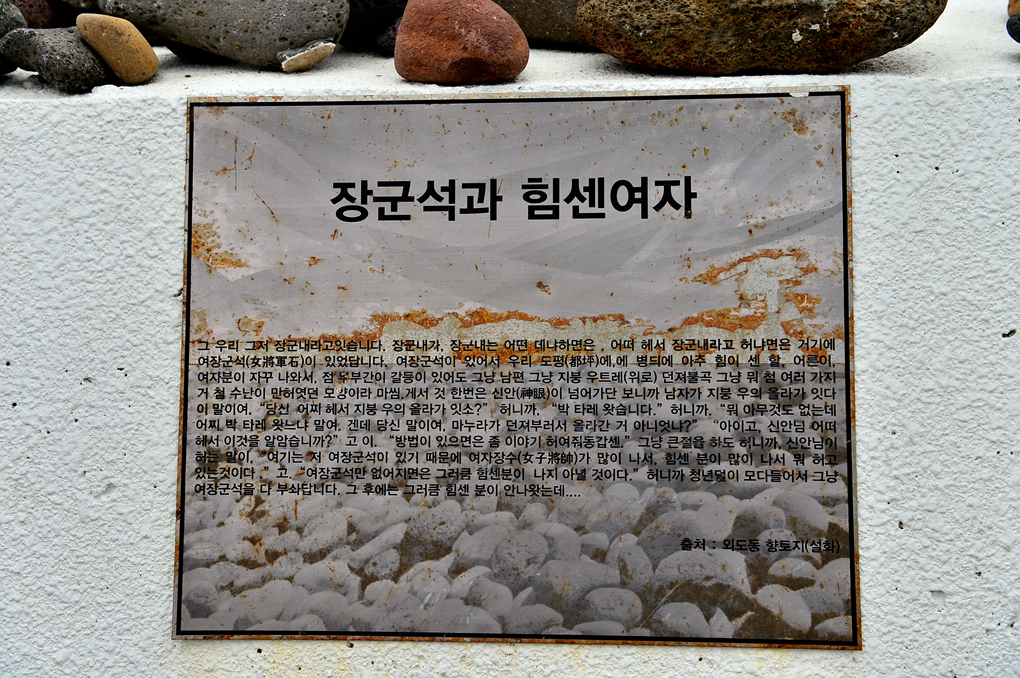 장군석과 힘센여자
그 우리 그저 장군내라고잇습니다. 장군내가, 장군내는 어떤 데냐하면은 , 어떠 헤서 장군내라고 허냐면은 거기에
여장군석(女將軍石)이 있었답니다. 여장군석이 있어서 우리 도평(都坪)에,에 병듸에 아주 힘이 센 할, 어른이,
여자분이 자꾸 나와서, 점 부부간이 갈등이 있어도 그냥 남편 그냥 지붕 우트레(위로) 던져불곡 그냥 뭐 첨 여러 가지
거 첨 수난이 만허엿던 모양이라 마씸.게서 것 한번은 신안(神眼)이 넘어가단 보니까 남자가 지붕 우의 올라가 잇다
이 말이여, “당신 어찌 헤서 지붕 우의 올라가 잇소?” 허니까, “박 타레 왓습니다.” 허니까, “뭐 아무것도 없는데
어찌 박 타레 왓느냐 말여. 겐데 당신 말이여, 마누라가 던져부러서 올라간 거 아니엇냐?” “아이고, 신안님 어떠
헤서 이것을 알암습니까?” 고 이, “방법이 있으면은 좀 이야기 허여줘동갑센.” 그냥 큰절을 하도 허니까, 신안님이
허는 말이, “여기는 저 여장군석이 있기 때문에 여자장수(女子將帥)가 많이 나서, 힘센 분이 많이 나서 뭐 허고
있는것이다 ” 고 , “여장군석만 없어지면은 그러큼 힘센분이 나지 아닐 것이다.” 허니까 청년덜이 모다들어서 그냥
여장군석을 다 부솨답니다. 그 후에는 그러큼 힘센 분이 안나왓는데....
출처 : 외도동 향토지(설화)